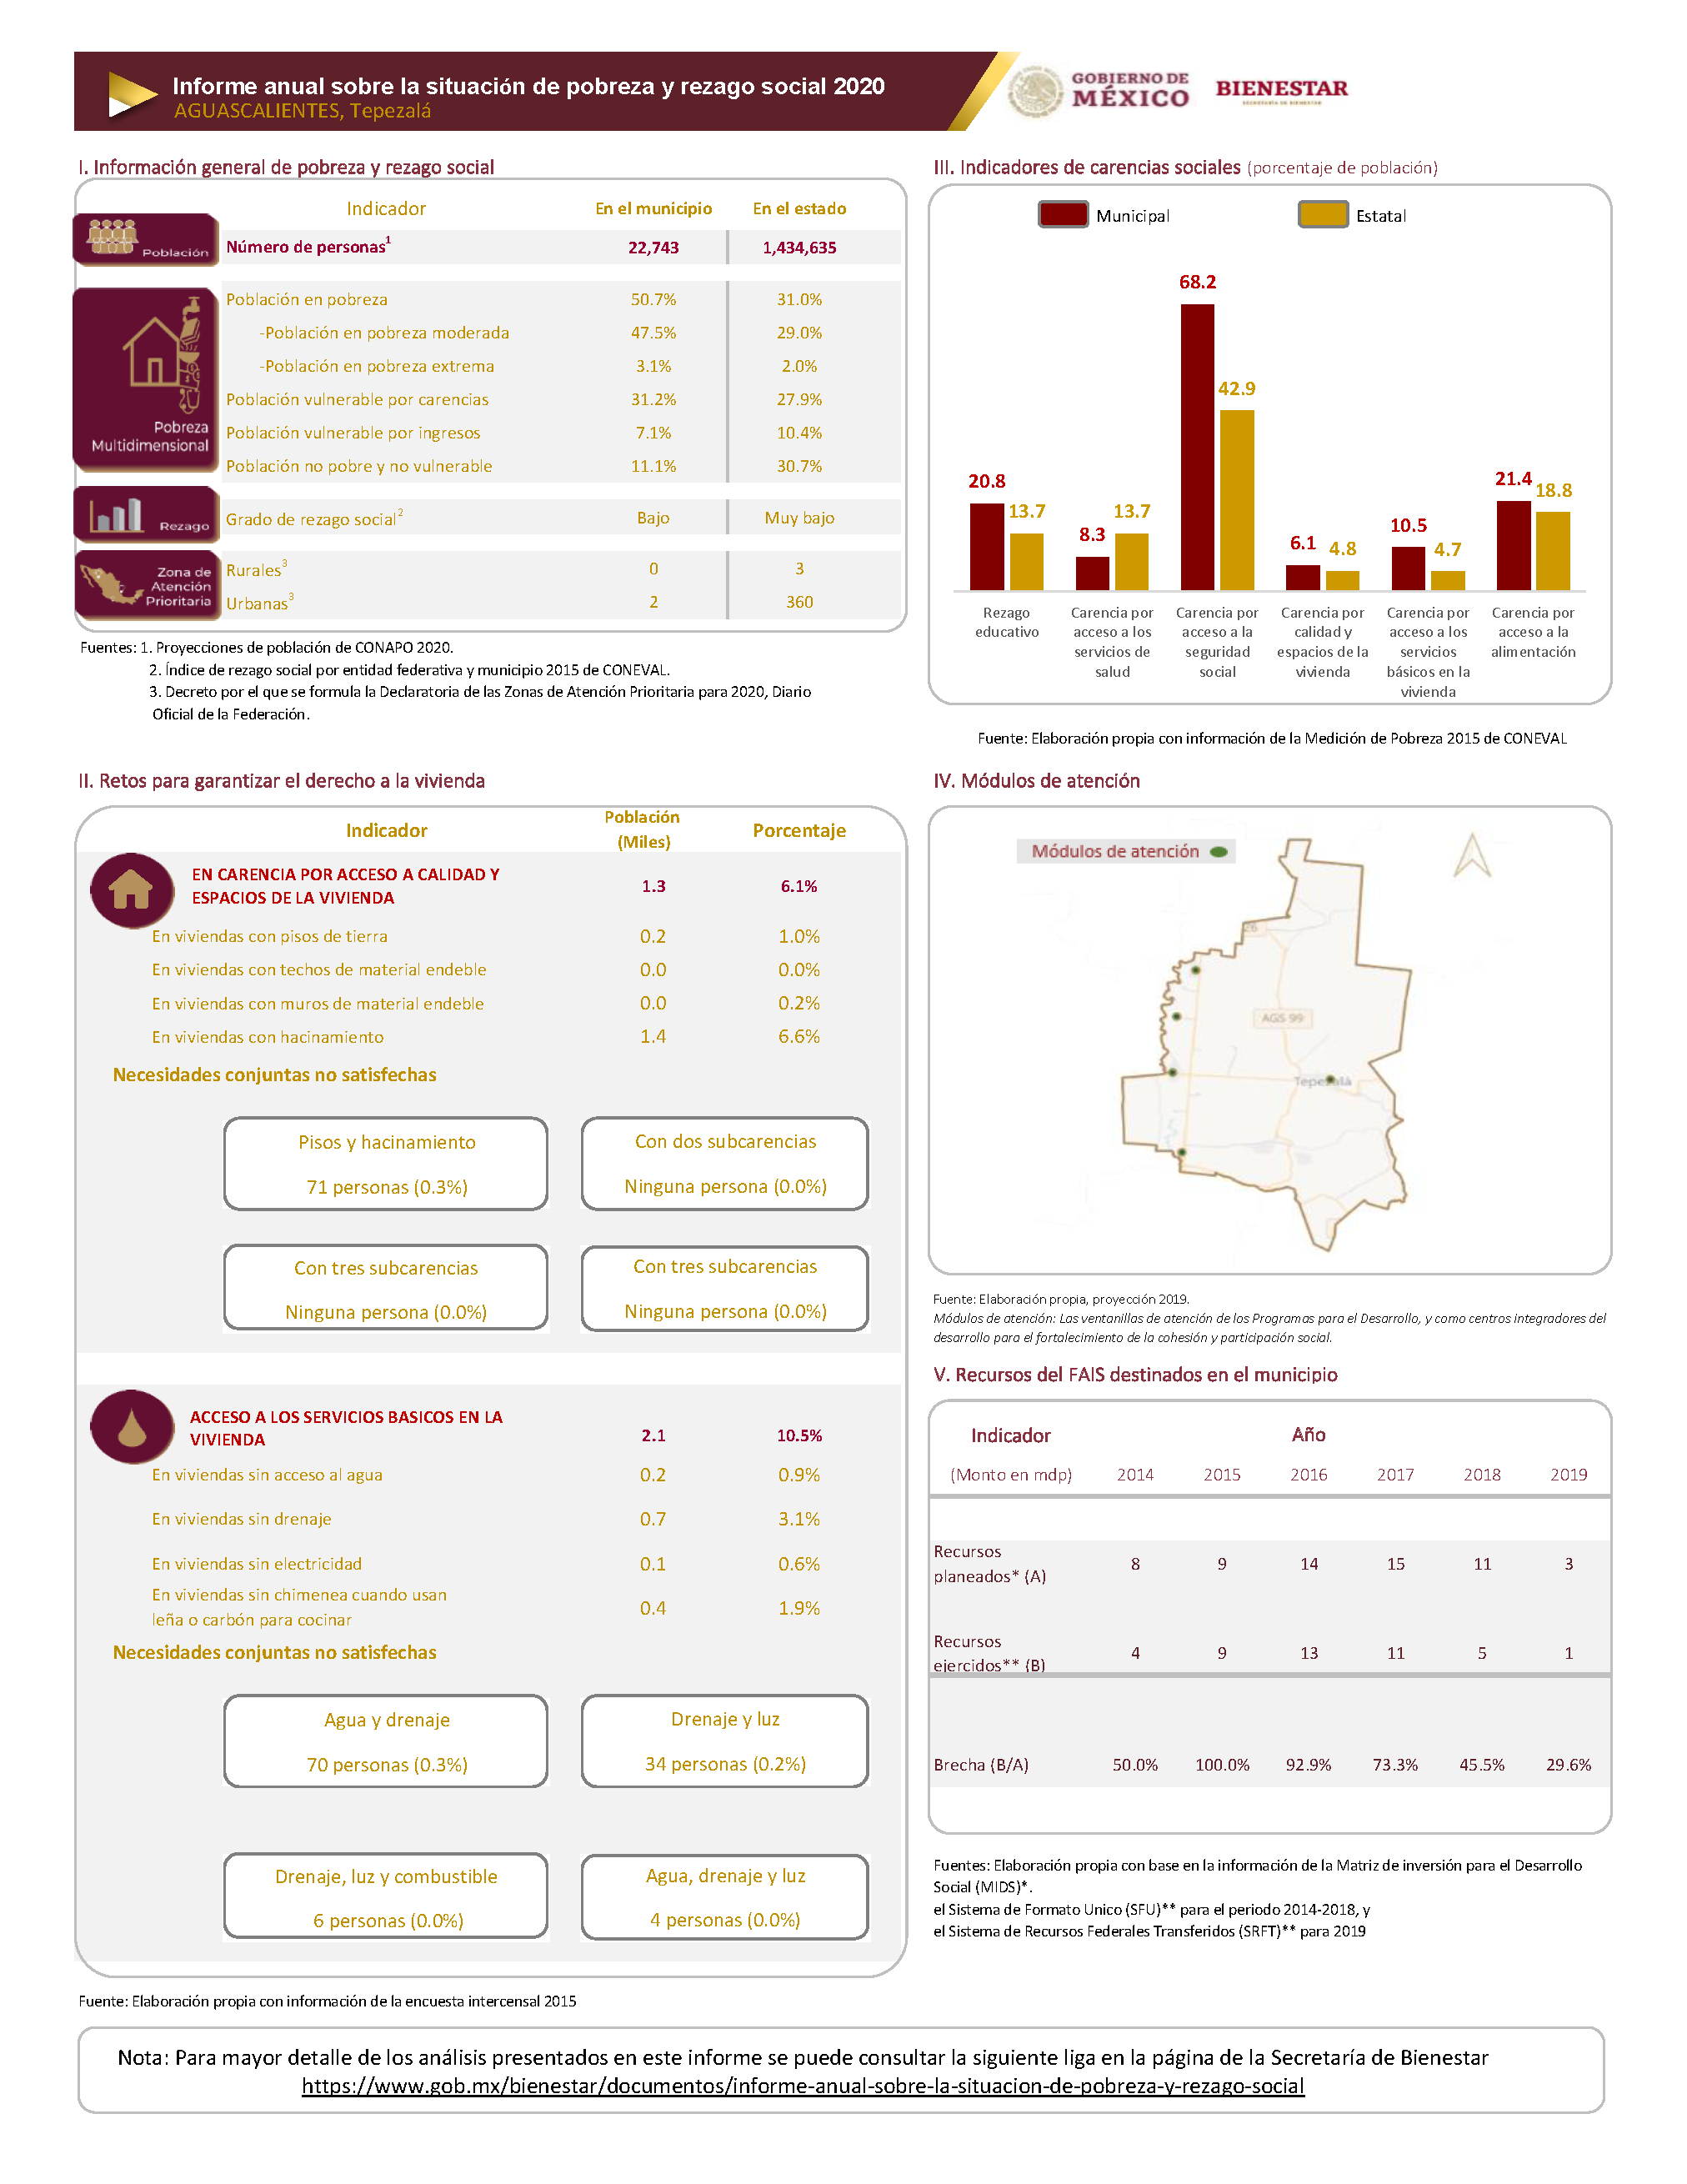 Informe anual sobre la situación de pobreza y rezago social 2020
AGUASCALIENTES, Tepezalá
GOBIERNO DE
MÉXICO
BIENESTAR
SECRETARÍA DE BIENESTAR
I. Información general de pobreza y rezago social
Indicador En el municipio En el estado
Población
Número de personas1 22,743 1,434,635
Pobreza
Multidimensional
Población en pobreza 50.7% 31.0%
-Población en pobreza moderada 47.5% 29.0%
-Población en pobreza extrema 3.1% 2.0%
Población vulnerable por carencias 31.2% 27.9%
Población vulnerable por ingresos 7.1% 10.4%
Población no pobre y no vulnerable 11.1% 30.7%
Rezago
Grado de rezago social2 Bajo Muy bajo
Zona de
Atención
Prioritaria
Rurales3 0 3
Urbanas3 2 360
Fuentes: 1. Proyecciones de población de CONAPO 2020.
2. Índice de rezago social por entidad federativa y municipio 2015 de CONEVAL.
3. Decreto por el que se formula la Declaratoria de las Zonas de Atención Prioritaria para 2020, Diario
Oficial de la Federación.
III. Indicadores de carencias sociales (porcentaje de población)
Municipal Estatal
68.2
42.9
20.8
13.7
8.3
13.7
6.1
4.8
10.5
4.7
21.4
18.8
Rezago
educativo
Carencia por
acceso a los
servicios de
salud
Carencia por
acceso a la
seguridad
social
Carencia por
calidad y
espacios de la
vivienda
Carencia por
acceso a los
servicios
básicos en la
vivienda
Carencia por
acceso a la
alimentación
Fuente: Elaboración propia con información de la Medición de Pobreza 2015 de CONEVAL
II. Retos para garantizar el derecho a la vivienda
Indicador Población
(Miles) Porcentaje
EN CARENCIA POR ACCESO A CALIDAD Y
ESPACIOS DE LA VIVIENDA 1.3 6.1%
En viviendas con pisos de tierra 0.2 1.0%
En viviendas con techos de material endeble 0.0 0.0%
En viviendas con muros de material endeble 0.0 0.2%
En viviendas con hacinamiento 1.4 6.6%
Necesidades conjuntas no satisfechas
Pisos y hacinamiento
71 personas (0.3%)
Con dos subcarencias
Ninguna persona (0.0%)
Con tres subcarencias
Ninguna persona (0.0%)
Con tres subcarencias
Ninguna persona (0.0%)
ACCESO A LOS SERVICIOS BASICOS EN LA
VIVIENDA 2.1 10.5%
En viviendas sin acceso al agua 0.2 0.9%
En viviendas sin drenaje 0.7 3.1%
En viviendas sin electricidad 0.1 0.6%
En viviendas sin chimenea cuando usan
leña o carbón para cocinar 0.4 1.9%
Necesidades conjuntas no satisfechas
Agua y drenaje
70 personas (0.3%)
Drenaje y luz
34 personas (0.2%)
Drenaje, luz y combustible
6 personas (0.0%)
Agua, drenaje y luz
4 personas (0.0%)
Fuente: Elaboración propia con información de la encuesta intercensal 2015
IV. Módulos de atención
Módulos de atención
26
AGS 99
Tepezalá
Fuente: Elaboración propia, proyección 2019.
Módulos de atención: Las ventanillas de atención de los Programas para el Desarrollo, y como centros integradores del
desarrollo para el fortalecimiento de la cohesión y participación social.
V. Recursos del FAIS destinados en el municipio
Indicador Año
(Monto en mdp) 2014 2015 2016 2017 2018 2019
Recursos
planeados* (A) 8 9 14 15 11 3
Recursos
ejercidos** (B) 4 9 13 11 5 1
Brecha (B/A) 50.0% 100.0% 92.9% 73.3% 45.5% 29.6%
Fuentes: Elaboración propia con base en la información de la Matriz de inversión para el Desarrollo
Social (MIDS)*.
el Sistema de Formato Unico (SFU)** para el periodo 2014-2018, y
el Sistema de Recursos Federales Transferidos (SRFT)** para 2019
Nota: Para mayor detalle de los análisis presentados en este informe se puede consultar la siguiente liga en la página de la Secretaría de Bienestar
https://www.gob.mx/bienestar/documentos/informe-anual-sobre-la-situacion-de-pobreza-y-rezago-social